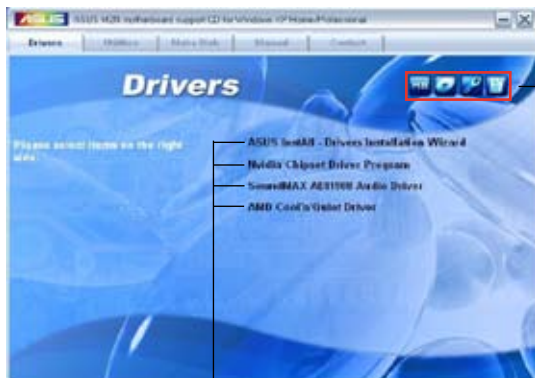 ASUS M2N motherboard support CD for Windows XP Home/Professional
Drivers Utilities Make Disk Manual Contact
Drivers
Please select items on the right side.
ASUS InstAll - Drivers Installation Wizard
Nvidia Chipset Driver Program
SoundMAX Audio Driver
AMD Cool'n'Quiet Driver